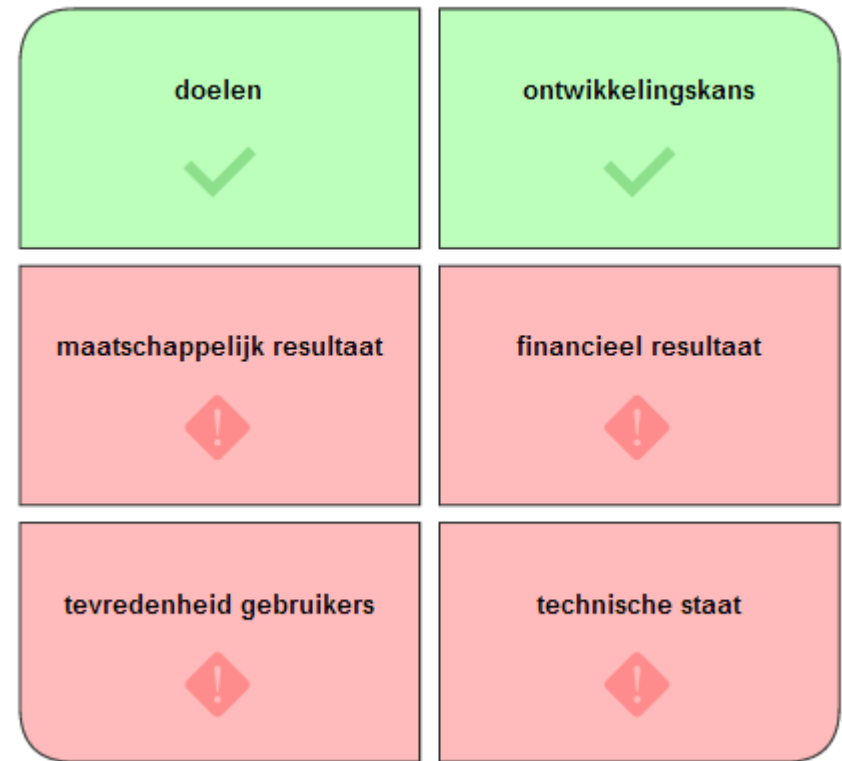 doelen
ontwikkelingskans
maatschappelijk resultaat
financieel resultaat
tevredenheid gebruikers
technische staat